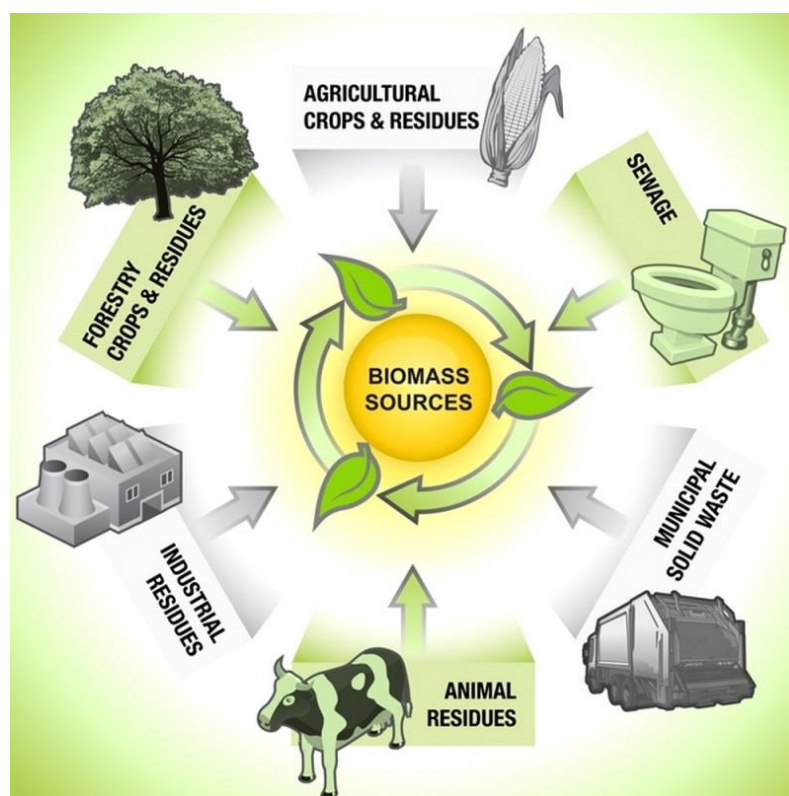 AGRICULTURAL
CROPS & RESIDUES
SEWAGE
FORESTRY
CROPS & RESIDUES
BIOMASS
SOURCES
MUNICIPAL
SOLID WASTE
INDUSTRIAL
RESIDUES
ANIMAL
RESIDUES